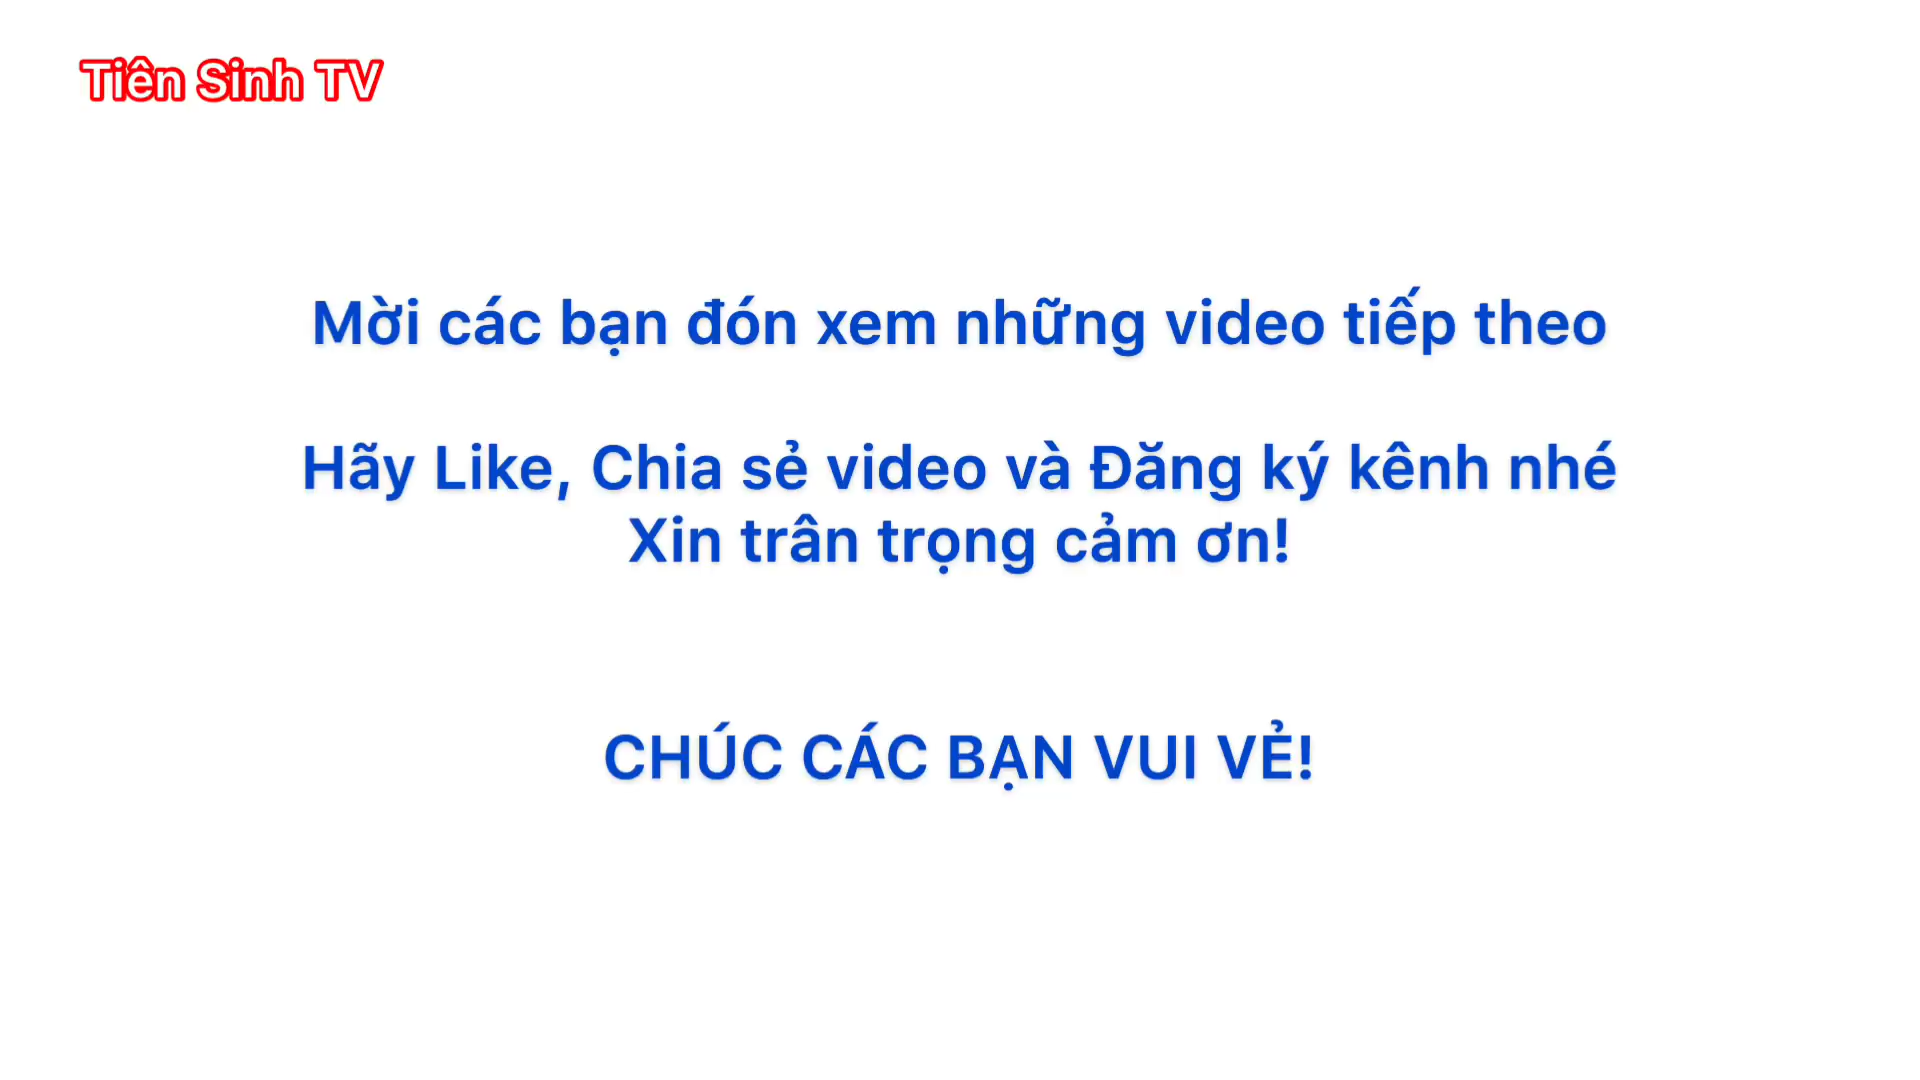 Tiên Sinh TV
Mời các bạn đón xem những video tiếp theo
Hãy Like, Chia sẻ video và Đăng ký kênh nhé
Xin trân trọng cảm ơn!
CHÚC CÁC BẠN VUI VẺ!